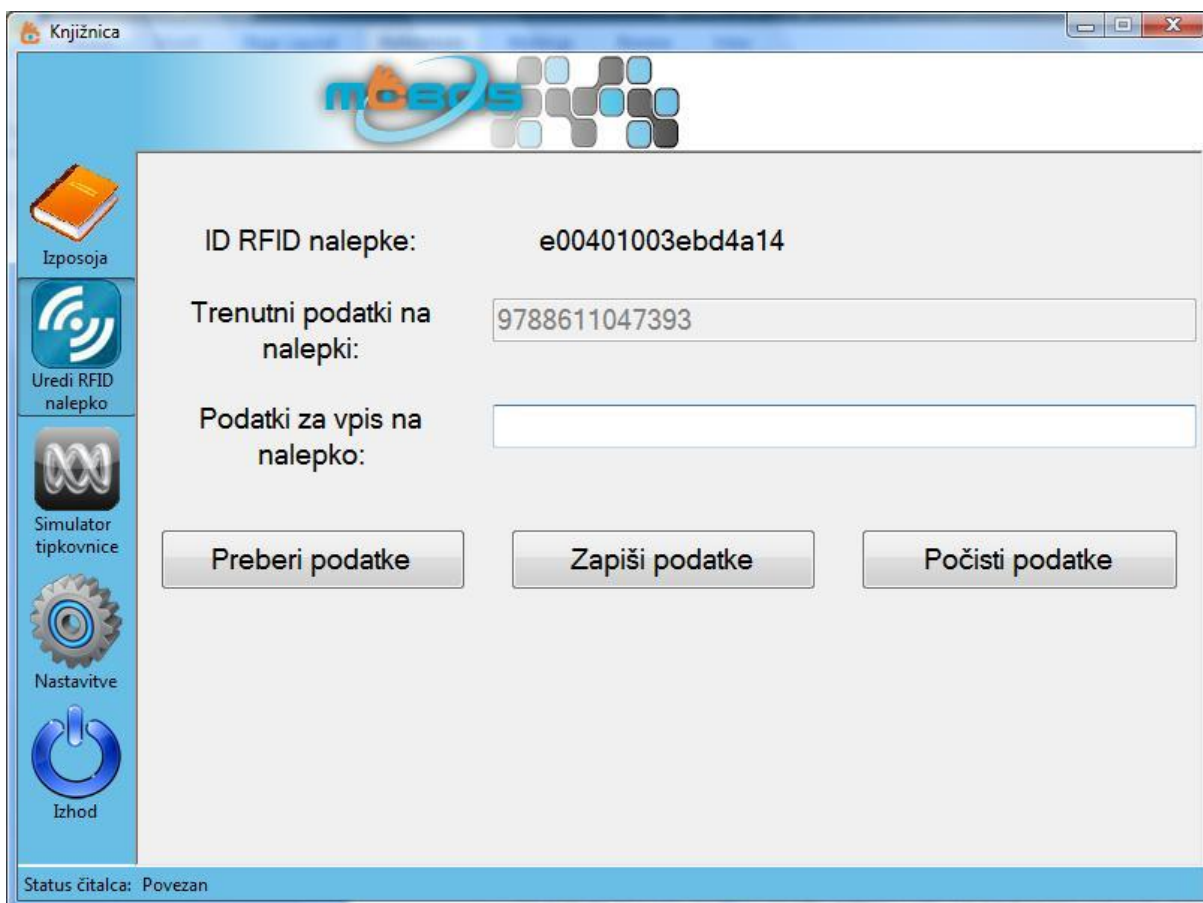 Knjižnica
MOBOS
Izposoja
Uredi RFID
nalepko
Simulator
tipkovnice
Nastavitve
Izhod
ID RFID nalepke: e00401003ebd4a14
Trenutni podatki na
nalepki:
9788611047393
Podatki za vpis na
nalepko:
Preberi podatke Zapiši podatke Počisti podatke
Status čitalca: Povezan